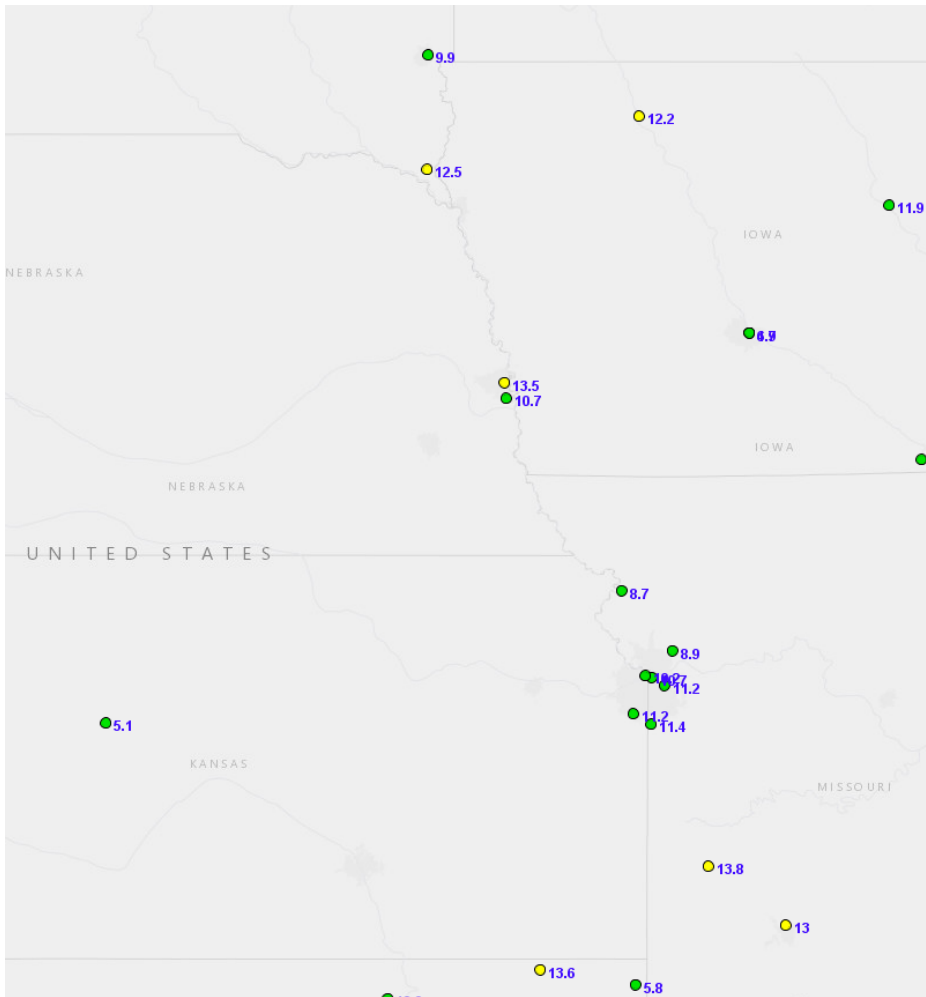 9.9
12.2
12.5
11.9
IOWA
NEBRASKA
13.5
10.7
IOWA
NEBRASKA
UNITED STATES
8.7
8.9
11.2
11.2
11.4
5.1
KANSAS
MISSOURI
13.8
13
13.6
5.8